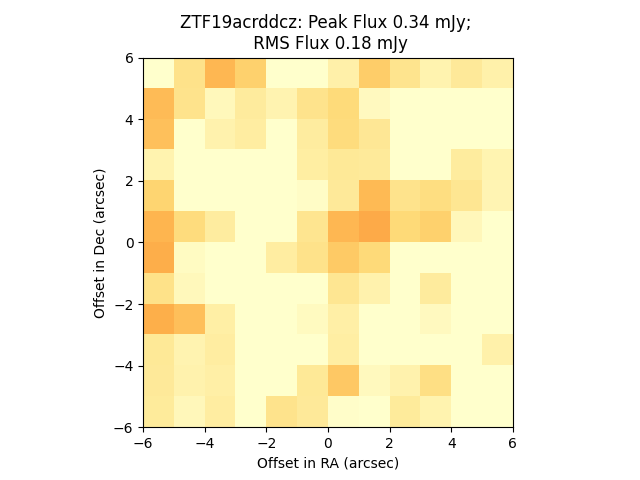 ZTF19acrddcz: Peak Flux 0.34 mJy;
RMS Flux 0.18 mJy
6
4
2
0
−2
−4
−6
Offset in Dec (arcsec)
−6 −4 −2 0 2 4 6
Offset in RA (arcsec)